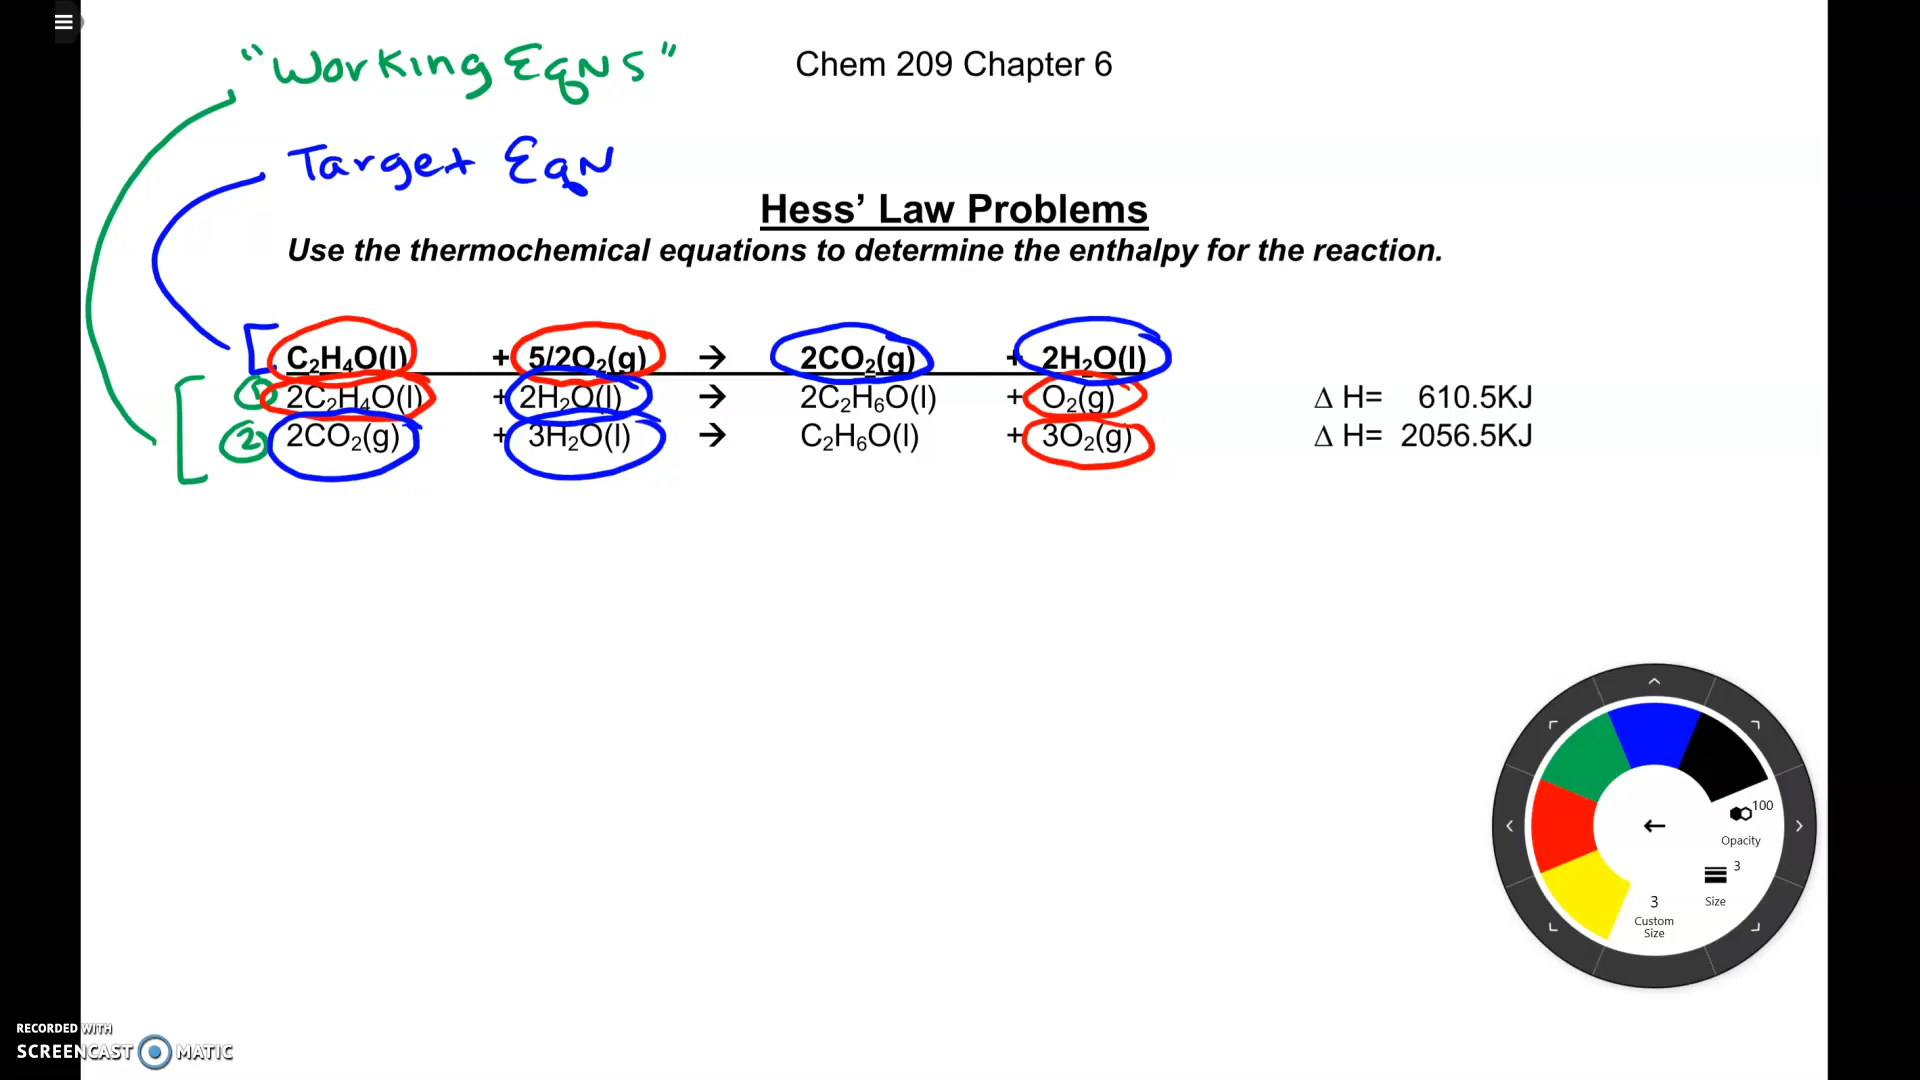 "Working Eqns"
Chem 209 Chapter 6
Target Eqn
Hess' Law Problems
Use the thermochemical equations to determine the enthalpy for the reaction.
C₂H₄O(l) + 5/2O₂(g) → 2CO₂(g) + 2H₂O(l)
① 2C₂H₄O(l) + 2H₂O(l) → 2C₂H₆O(l) + O₂(g) Δ H= 610.5KJ
② 2CO₂(g) + 3H₂O(l) → C₂H₆O(l) + 3O₂(g) Δ H= 2056.5KJ
100
Opacity
3
Size
3
Custom
Size
RECORDED WITH
SCREENCAST MATIC